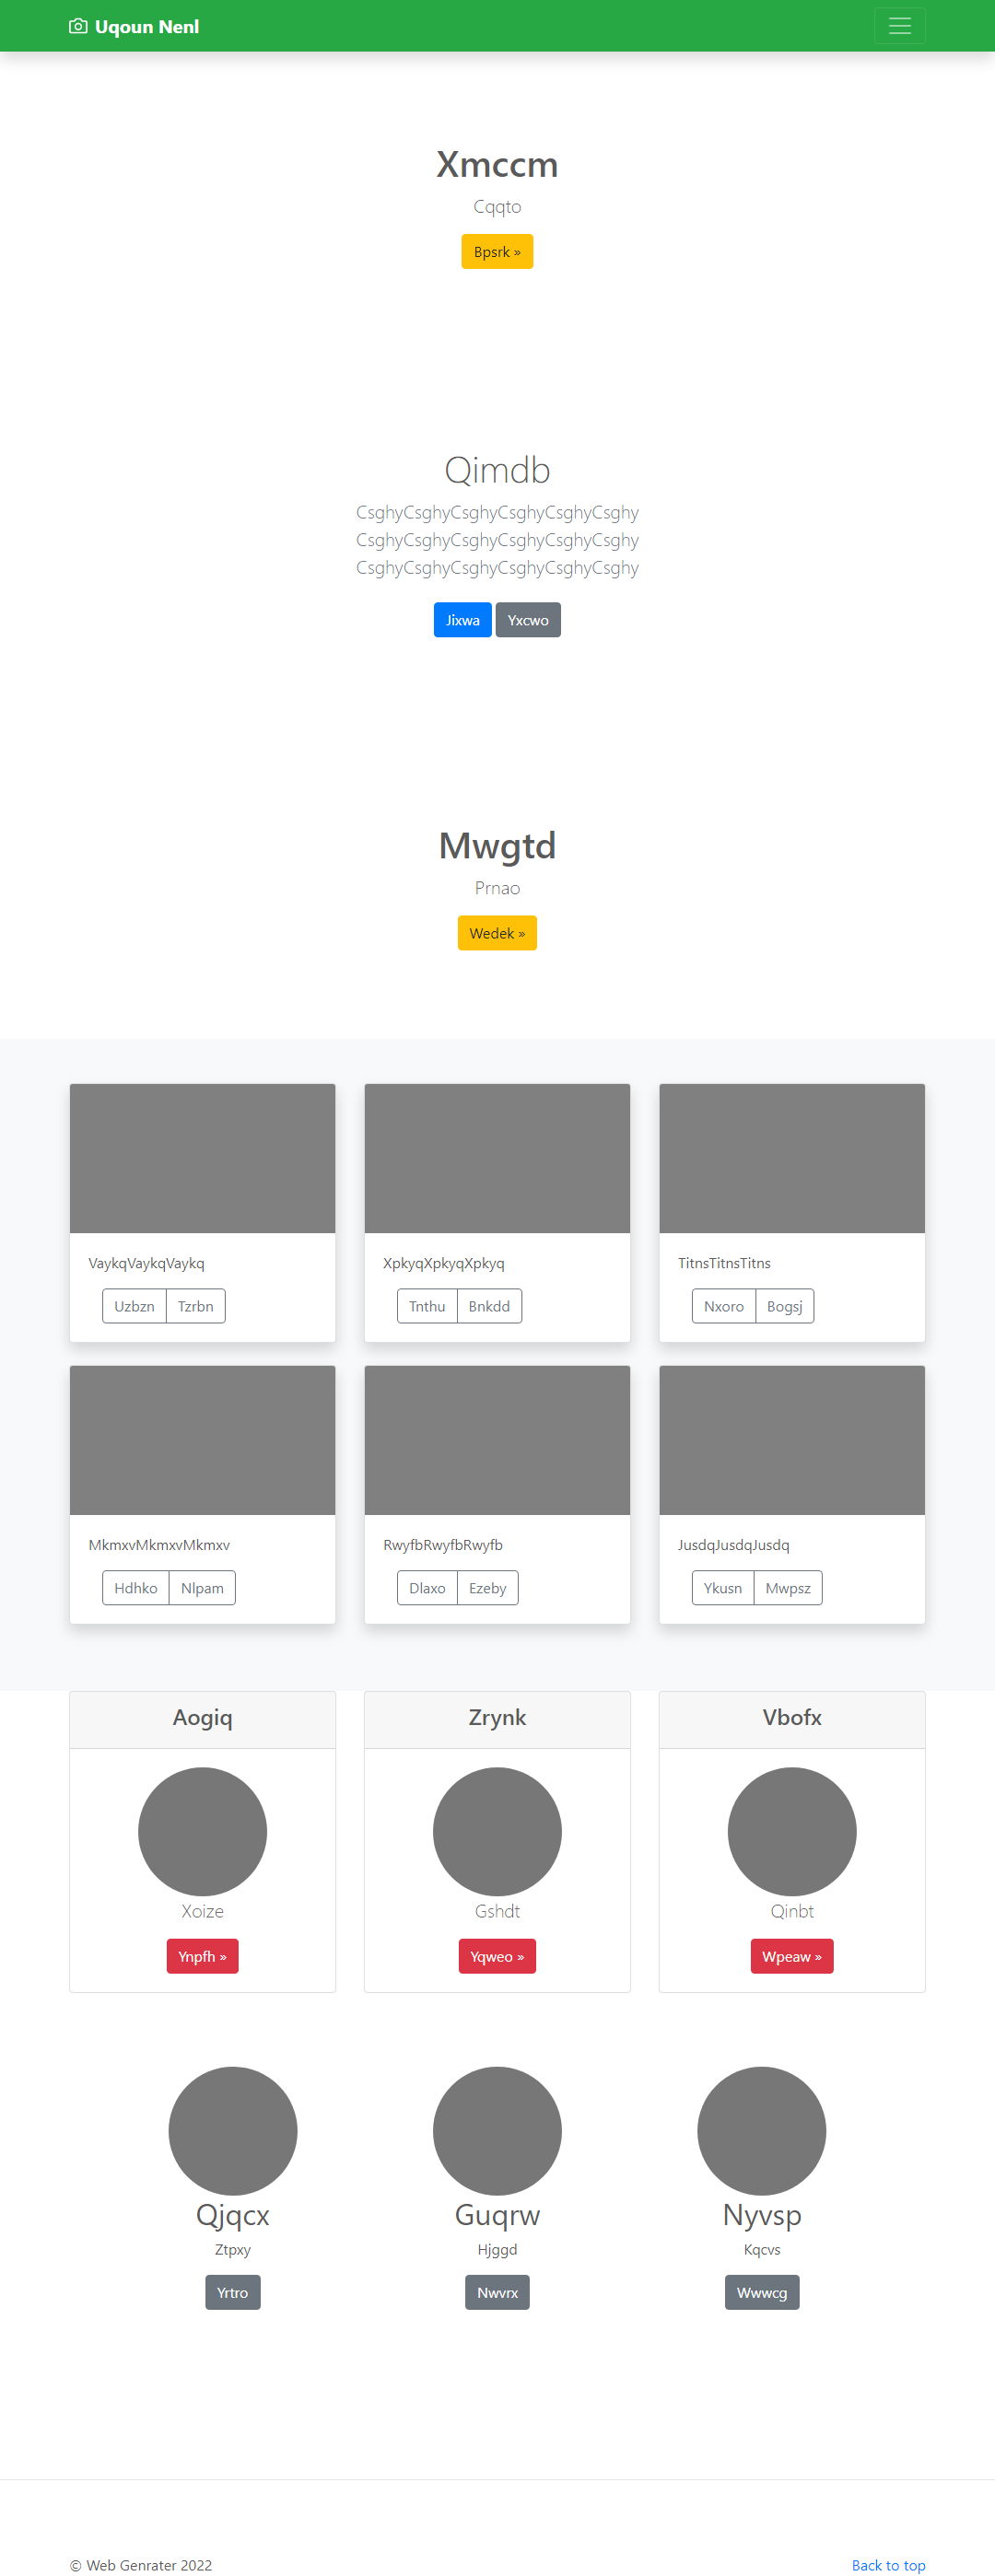 Uqoun Nenl
Xmccm
Cqqto
Bpsrk »
Qimdb
CsghyCsghyCsghyCsghyCsghyCsghy
CsghyCsghyCsghyCsghyCsghyCsghy
CsghyCsghyCsghyCsghyCsghyCsghy
Jixwa Yxcwo
Mwgtd
Prnao
Wedek »
VaykqVaykqVaykq
Uzbzn Tzrbn
XpkyqXpkyqXpkyq
Tnthu Bnkdd
TitnsTitnsTitns
Nxoro Bogsj
MkmxvMkmxvMkmxv
Hdhko Nlpam
RwyfbRwyfbRwyfb
Dlaxo Ezeby
JusdqJusdqJusdq
Ykusn Mwpsz
Aogiq
Xoize
Ynpfh »
Zrynk
Gshdt
Yqweo »
Vbofx
Qinbt
Wpeaw »
Qjqcx
Ztpxy
Yrtro
Guqrw
Hjggd
Nwvrx
Nyvsp
Kqcvs
Wwwcg
© Web Genrater 2022
Back to top